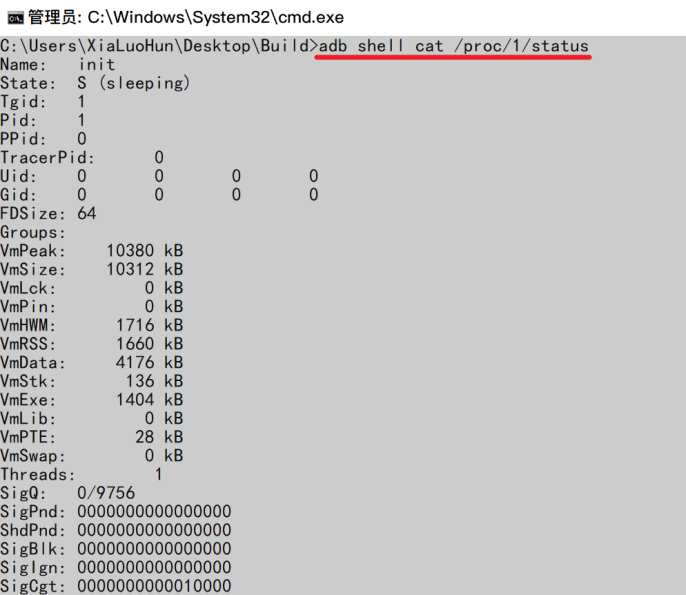 管理员: C:\Windows\System32\cmd.exe
C:\Users\XiaLuoHun\Desktop\Build>adb shell cat /proc/1/status
Name:   init
State:  S (sleeping)
Tgid:   1
Pid:    1
PPid:   0
TracerPid:      0
Uid:    0       0       0       0
Gid:    0       0       0       0
FDSize: 64
Groups:
VmPeak:    10380 kB
VmSize:    10312 kB
VmLck:         0 kB
VmPin:         0 kB
VmHWM:      1716 kB
VmRSS:      1660 kB
VmData:     4176 kB
VmStk:       136 kB
VmExe:      1404 kB
VmLib:         0 kB
VmPTE:        28 kB
VmSwap:        0 kB
Threads:        1
SigQ:   0/9756
SigPnd: 0000000000000000
ShdPnd: 0000000000000000
SigBlk: 0000000000000000
SigIgn: 0000000000000000
SigCgt: 0000000000010000